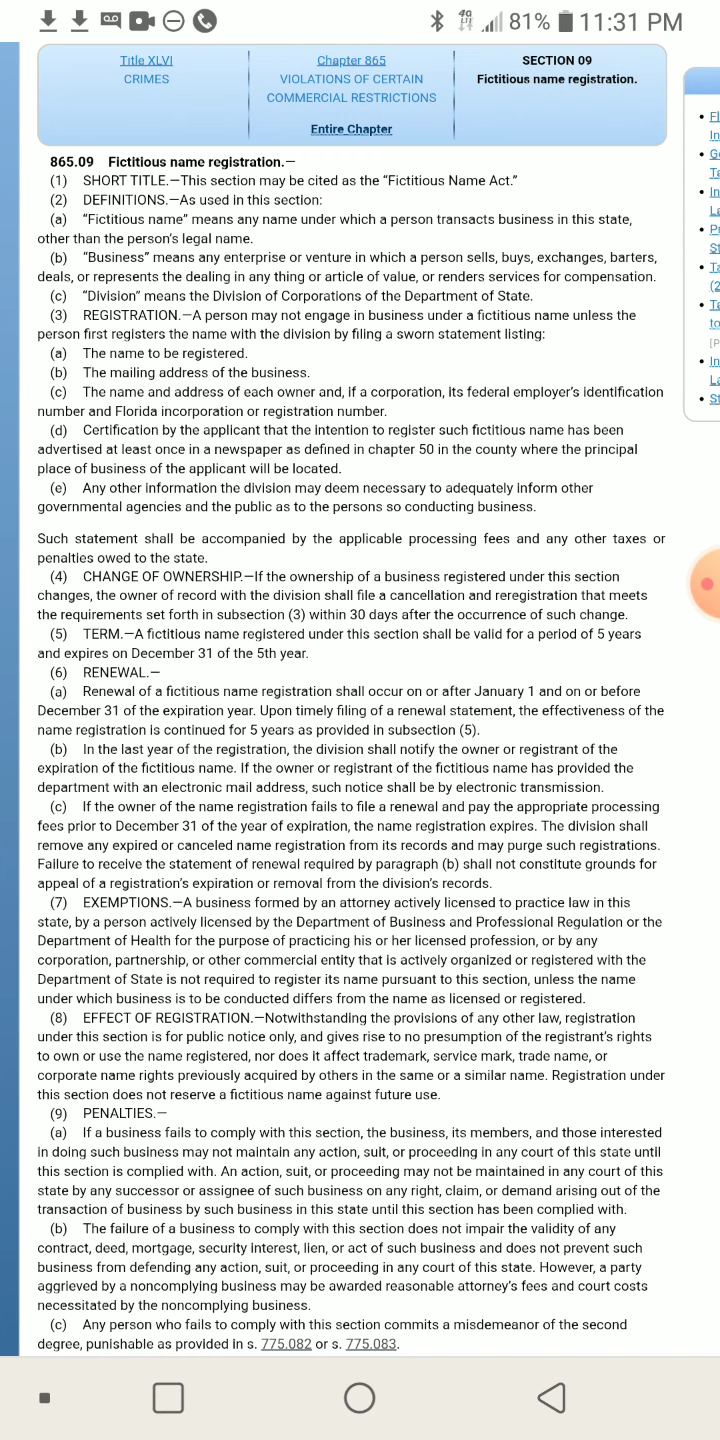 81% 11:31 PM
Title XLVI
CRIMES
Chapter 865
VIOLATIONS OF CERTAIN
COMMERCIAL RESTRICTIONS
Entire Chapter
SECTION 09
Fictitious name registration.
865.09 Fictitious name registration.—
(1) SHORT TITLE.—This section may be cited as the “Fictitious Name Act.”
(2) DEFINITIONS.—As used in this section:
(a) “Fictitious name” means any name under which a person transacts business in this state,
other than the person’s legal name.
(b) “Business” means any enterprise or venture in which a person sells, buys, exchanges, barters,
deals, or represents the dealing in any thing or article of value, or renders services for compensation.
(c) “Division” means the Division of Corporations of the Department of State.
(3) REGISTRATION.—A person may not engage in business under a fictitious name unless the
person first registers the name with the division by filing a sworn statement listing:
(a) The name to be registered.
(b) The mailing address of the business.
(c) The name and address of each owner and, if a corporation, its federal employer’s identification
number and Florida incorporation or registration number.
(d) Certification by the applicant that the intention to register such fictitious name has been
advertised at least once in a newspaper as defined in chapter 50 in the county where the principal
place of business of the applicant will be located.
(e) Any other information the division may deem necessary to adequately inform other
governmental agencies and the public as to the persons so conducting business.
Such statement shall be accompanied by the applicable processing fees and any other taxes or
penalties owed to the state.
(4) CHANGE OF OWNERSHIP.—If the ownership of a business registered under this section
changes, the owner of record with the division shall file a cancellation and reregistration that meets
the requirements set forth in subsection (3) within 30 days after the occurrence of such change.
(5) TERM.—A fictitious name registered under this section shall be valid for a period of 5 years
and expires on December 31 of the 5th year.
(6) RENEWAL.—
(a) Renewal of a fictitious name registration shall occur on or after January 1 and on or before
December 31 of the expiration year. Upon timely filing of a renewal statement, the effectiveness of the
name registration is continued for 5 years as provided in subsection (5).
(b) In the last year of the registration, the division shall notify the owner or registrant of the
expiration of the fictitious name. If the owner or registrant of the fictitious name has provided the
department with an electronic mail address, such notice shall be by electronic transmission.
(c) If the owner of the name registration fails to file a renewal and pay the appropriate processing
fees prior to December 31 of the year of expiration, the name registration expires. The division shall
remove any expired or canceled name registration from its records and may purge such registrations.
Failure to receive the statement of renewal required by paragraph (b) shall not constitute grounds for
appeal of a registration’s expiration or removal from the division’s records.
(7) EXEMPTIONS.—A business formed by an attorney actively licensed to practice law in this
state, by a person actively licensed by the Department of Business and Professional Regulation or the
Department of Health for the purpose of practicing his or her licensed profession, or by any
corporation, partnership, or other commercial entity that is actively organized or registered with the
Department of State is not required to register its name pursuant to this section, unless the name
under which business is to be conducted differs from the name as licensed or registered.
(8) EFFECT OF REGISTRATION.—Notwithstanding the provisions of any other law, registration
under this section is for public notice only, and gives rise to no presumption of the registrant’s rights
to own or use the name registered, nor does it affect trademark, service mark, trade name, or
corporate name rights previously acquired by others in the same or a similar name. Registration under
this section does not reserve a fictitious name against future use.
(9) PENALTIES.—
(a) If a business fails to comply with this section, the business, its members, and those interested
in doing such business may not maintain any action, suit, or proceeding in any court of this state until
this section is complied with. An action, suit, or proceeding may not be maintained in any court of this
state by any successor or assignee of such business on any right, claim, or demand arising out of the
transaction of business by such business in this state until this section has been complied with.
(b) The failure of a business to comply with this section does not impair the validity of any
contract, deed, mortgage, security interest, lien, or act of such business and does not prevent such
business from defending any action, suit, or proceeding in any court of this state. However, a party
aggrieved by a noncomplying business may be awarded reasonable attorney’s fees and court costs
necessitated by the noncomplying business.
(c) Any person who fails to comply with this section commits a misdemeanor of the second
degree, punishable as provided in s. 775.082 or s. 775.083.